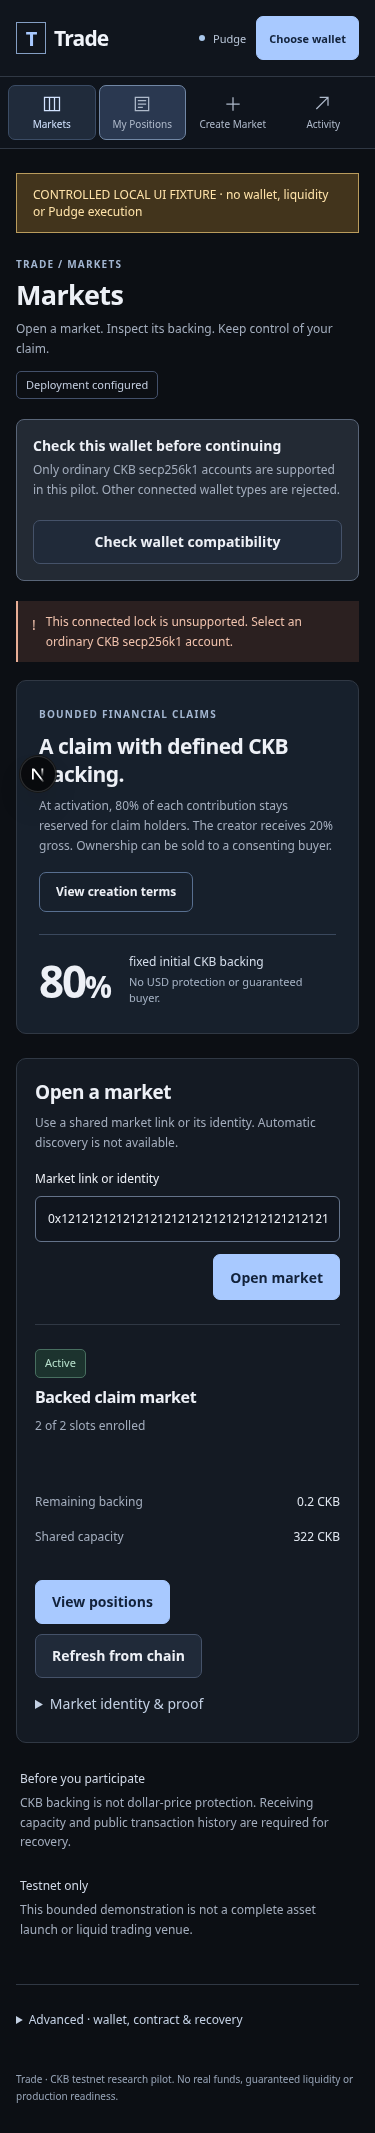 T Trade
Pudge
Choose wallet
Markets
My Positions
Create Market
Activity
CONTROLLED LOCAL UI FIXTURE · no wallet, liquidity
or Pudge execution
TRADE / MARKETS
Markets
Open a market. Inspect its backing. Keep control of your
claim.
Deployment configured
Check this wallet before continuing
Only ordinary CKB secp256k1 accounts are supported
in this pilot. Other connected wallet types are rejected.
Check wallet compatibility
! This connected lock is unsupported. Select an
ordinary CKB secp256k1 account.
BOUNDED FINANCIAL CLAIMS
A claim with defined CKB
N acking.
At activation, 80% of each contribution stays
reserved for claim holders. The creator receives 20%
gross. Ownership can be sold to a consenting buyer.
View creation terms
80%
fixed initial CKB backing
No USD protection or guaranteed
buyer.
Open a market
Use a shared market link or its identity. Automatic
discovery is not available.
Market link or identity
0x121212121212121212121212121212121212121
Open market
Active
Backed claim market
2 of 2 slots enrolled
Remaining backing 0.2 CKB
Shared capacity 322 CKB
View positions
Refresh from chain
Market identity & proof
Before you participate
CKB backing is not dollar-price protection. Receiving
capacity and public transaction history are required for
recovery.
Testnet only
This bounded demonstration is not a complete asset
launch or liquid trading venue.
Advanced · wallet, contract & recovery
Trade · CKB testnet research pilot. No real funds, guaranteed liquidity or
production readiness.